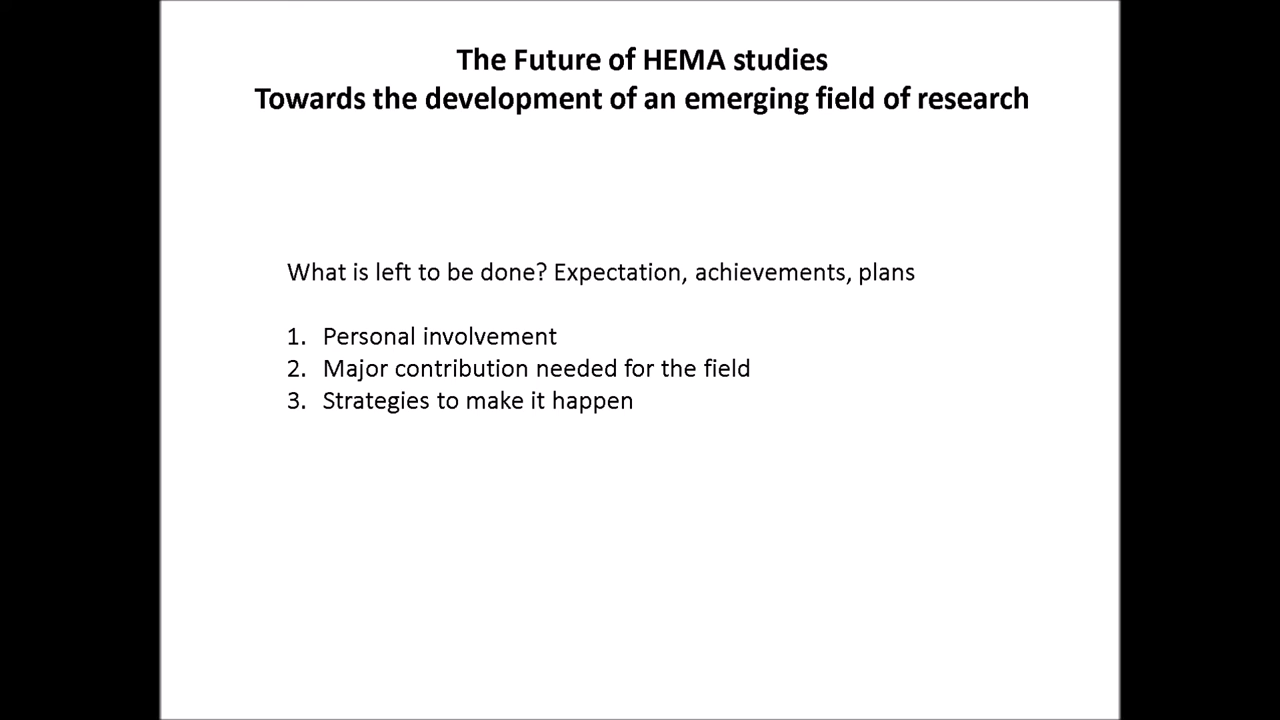 The Future of HEMA studies
Towards the development of an emerging field of research
What is left to be done? Expectation, achievements, plans
1. Personal involvement
2. Major contribution needed for the field
3. Strategies to make it happen